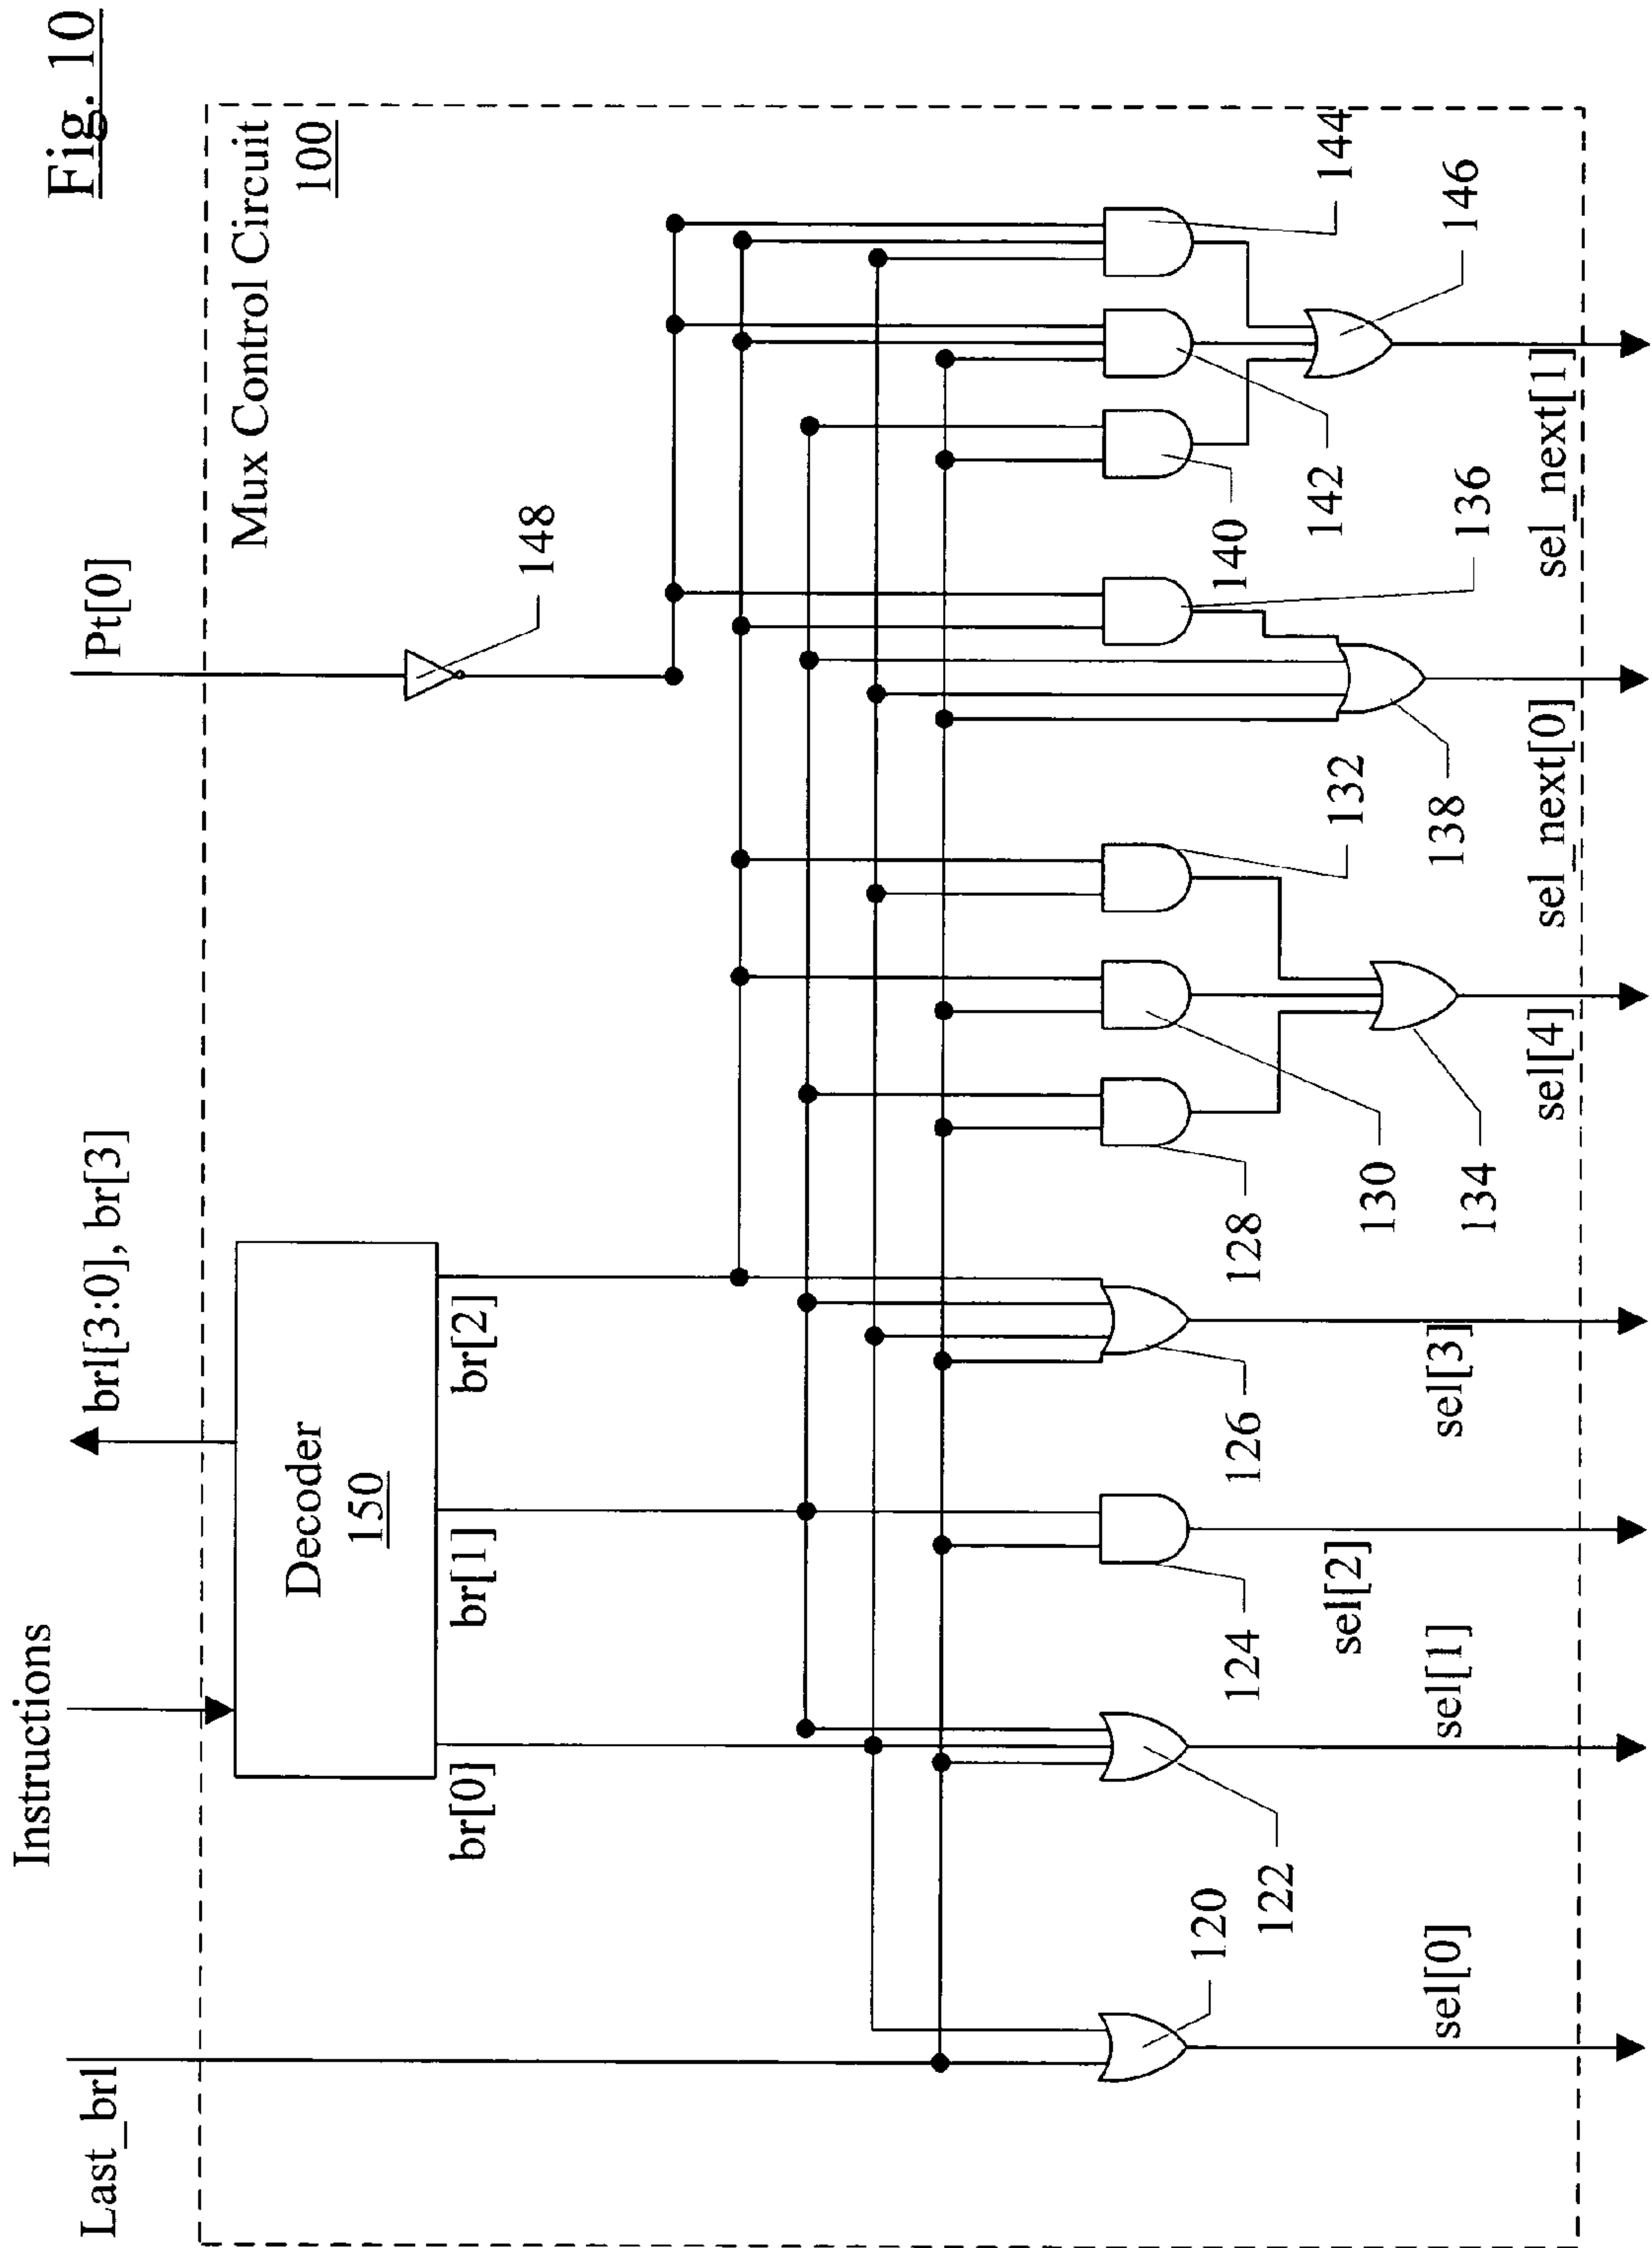 Fig. 10
Instructions
Last_brl
brl[3:0], br[3]
Pt[0]
Mux Control Circuit
100
Decoder
150
br[0]
br[1]
br[2]
148
120
122
124
126
128
130
132
134
136
138
140
142
144
146
sel[0]
sel[1]
sel[2]
sel[3]
sel[4]
sel_next[0]
sel_next[1]